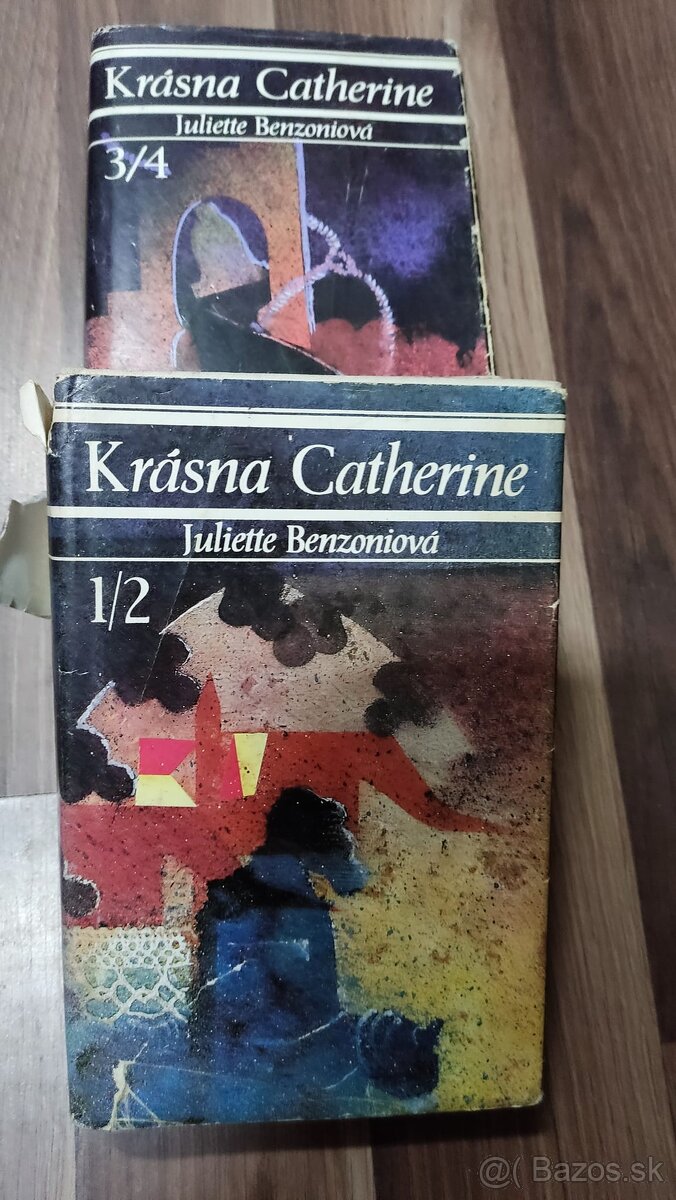 Krásna Catherine
Juliette Benzoniová
3/4
Krásna Catherine
Juliette Benzoniová
1/2
@( Bazos.sk